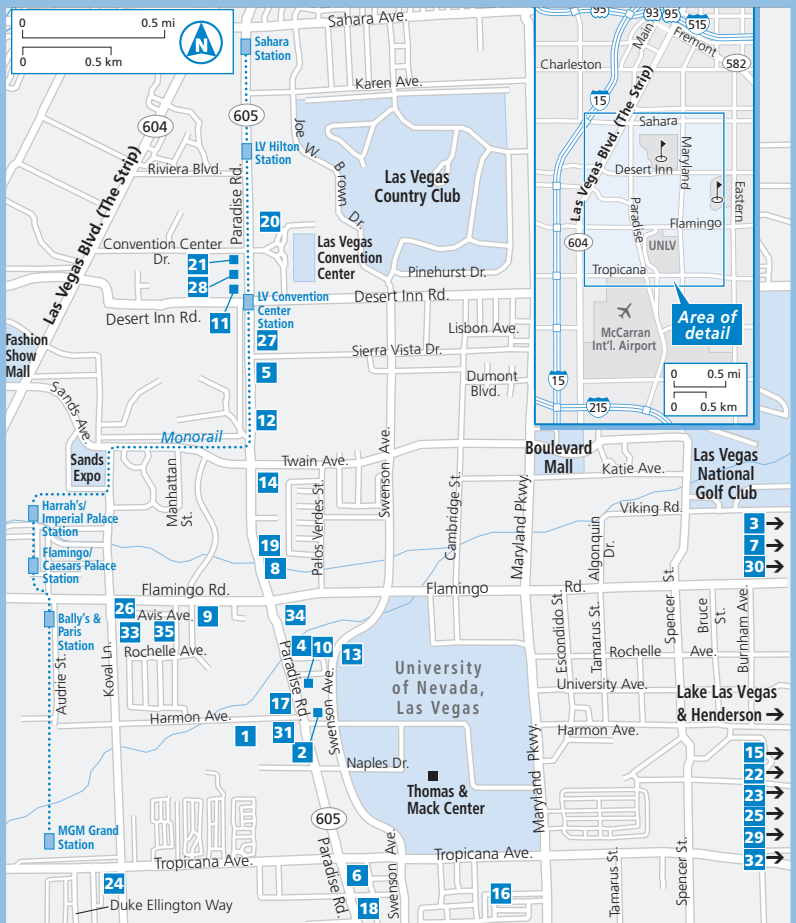 0 0.5 mi
0 0.5 km
N
Sahara Ave.
Sahara
Station
Karen Ave.
604
605
Joe W. Brown Dr.
LV Hilton
Station
Riviera Blvd.
Paradise Rd.
Las Vegas Blvd. (The Strip)
Las Vegas
Country Club
20
Convention Center
Dr.
Las Vegas
Convention
Center
21
28
11
Pinehurst Dr.
Desert Inn Rd.
Desert Inn Rd.
LV Convention
Center
Station
27
Lisbon Ave.
Sierra Vista Dr.
Fashion
Show
Mall
5
Dumont
Blvd.
Sands Ave.
12
Monorail
Sands
Expo
Twain Ave.
Swenson Ave.
Boulevard
Mall
Katie Ave.
Las Vegas
National
Golf Club
Manhattan
St.
14
Palos Verdes St.
Cambridge St.
Maryland Pkwy.
Viking Rd.
Algonquin
Dr.
Harrah's/
Imperial Palace
Station
3
7
30
19
8
Flamingo/
Caesars Palace
Station
Flamingo Rd.
Flamingo Rd.
26
Avis Ave.
9
34
33
35
Bally's &
Paris
Station
Rochelle Ave.
4
10
13
Escondido St.
Tamarus St.
Spencer St.
Bruce
St.
Burnham Ave.
Rochelle Ave.
University Ave.
Audrie St.
Koval Ln.
Paradise Rd.
Swenson Ave.
University
of Nevada,
Las Vegas
Lake Las Vegas
& Henderson
17
Harmon Ave.
Harmon Ave.
1
31
2
Naples Dr.
Maryland Pkwy.
15
22
23
25
29
32
Thomas &
Mack Center
605
MGM Grand
Station
Tropicana Ave.
Tropicana Ave.
Paradise Rd.
Swenson Ave.
Tamarus St.
Spencer St.
24
6
16
18
Duke Ellington Way
95
93
95
515
Main
Fremont
Charleston
582
15
Las Vegas Blvd. (The Strip)
Sahara
Maryland
Desert Inn
Paradise
Eastern
Flamingo
604
UNLV
Tropicana
McCarran
Int'l. Airport
Area of
detail
15
215
0 0.5 mi
0 0.5 km